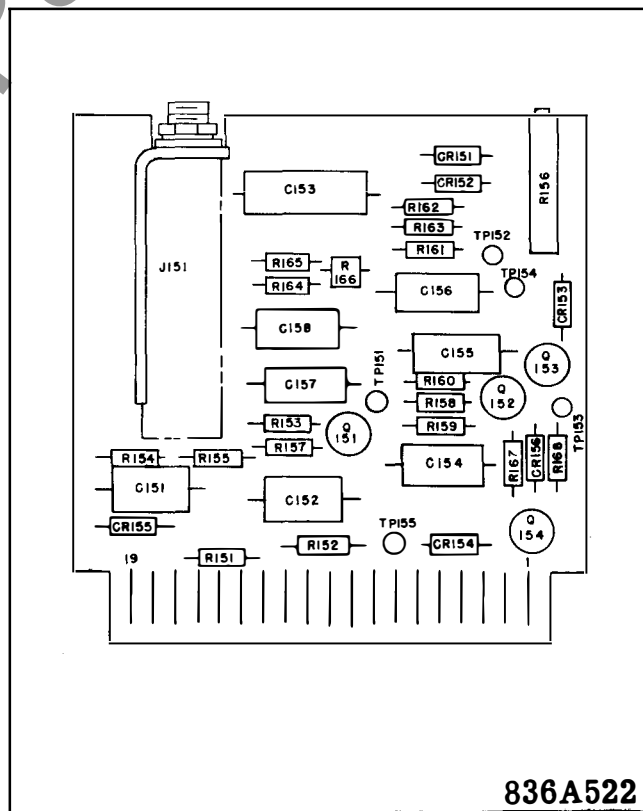 CR151
CR152
C153
R162
R163
R161
R156
TP152
J151
R165
R164
R
166
TP154
C156
CR153
C158
C155
Q
153
TP151
C157
R160
R158
Q
152
R153
R159
TP153
Q
151
R157
R154
R155
C154
R167
CR156
R168
C151
C152
CR155
TP155
Q
154
19
R151
R152
CR154
1
836A522